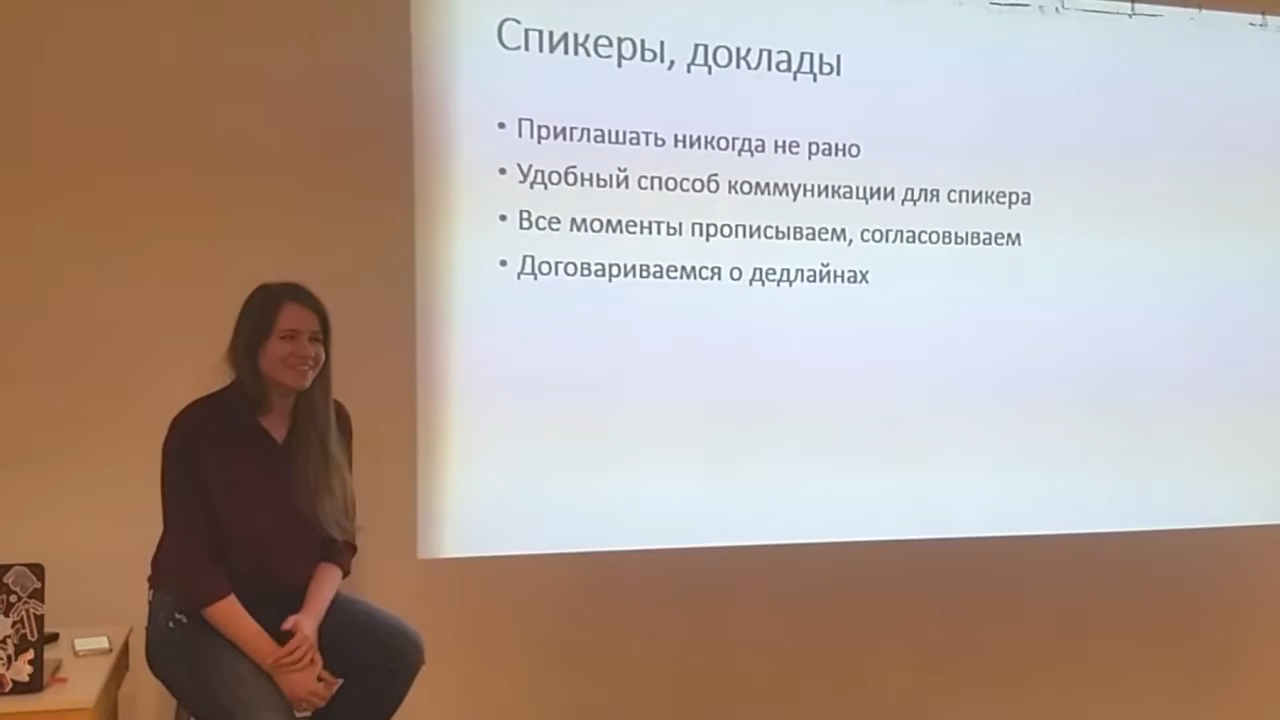 Спикеры, доклады
• Приглашать никогда не рано
• Удобный способ коммуникации для спикера
• Все моменты прописываем, согласовываем
• Договариваемся о дедлайнах